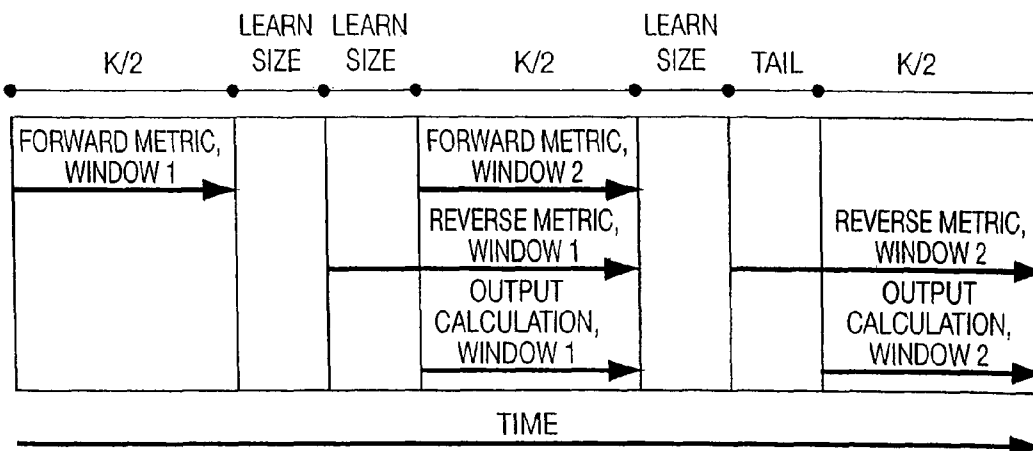 K/2
LEARN
SIZE
LEARN
SIZE
K/2
LEARN
SIZE
TAIL
K/2
FORWARD METRIC,
WINDOW 1
FORWARD METRIC,
WINDOW 2
REVERSE METRIC,
WINDOW 1
REVERSE METRIC,
WINDOW 2
OUTPUT
CALCULATION,
WINDOW 1
OUTPUT
CALCULATION,
WINDOW 2
TIME